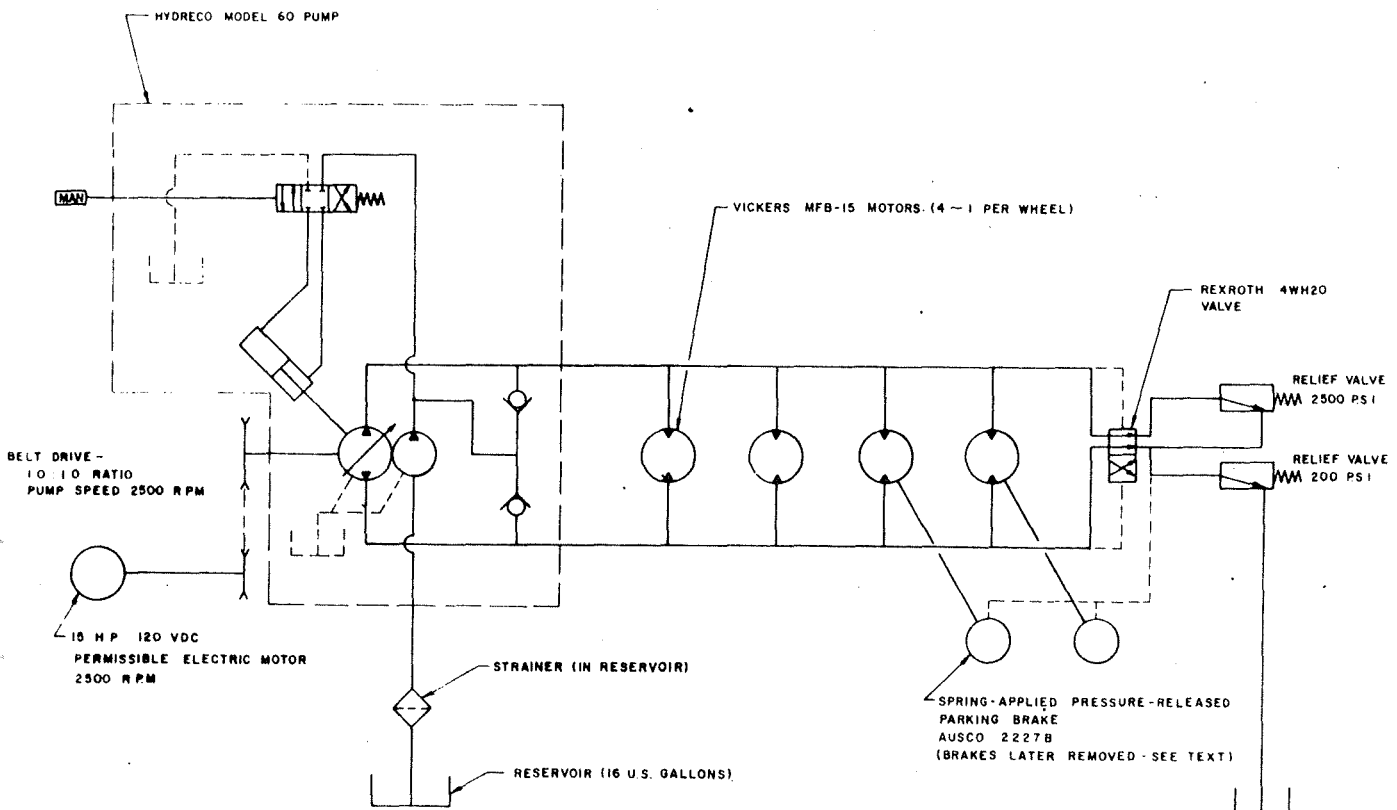 HYDRECO MODEL 60 PUMP
MAN
VICKERS MFB-15 MOTORS. (4 ~ 1 PER WHEEL)
REXROTH 4WH20
VALVE
RELIEF VALVE
2500 PSI
RELIEF VALVE
200 PSI
BELT DRIVE -
1.0 : 1.0 RATIO
PUMP SPEED 2500 RPM
15 H.P. 120 VDC
PERMISSIBLE ELECTRIC MOTOR
2500 RPM
STRAINER (IN RESERVOIR)
SPRING-APPLIED PRESSURE-RELEASED
PARKING BRAKE
AUSCO 22278
(BRAKES LATER REMOVED - SEE TEXT)
RESERVOIR (16 U.S. GALLONS)